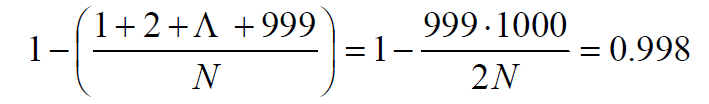 1 − ( (1 + 2 + Λ + 999) / N ) = 1 − (999 · 1000) / (2N) = 0.998